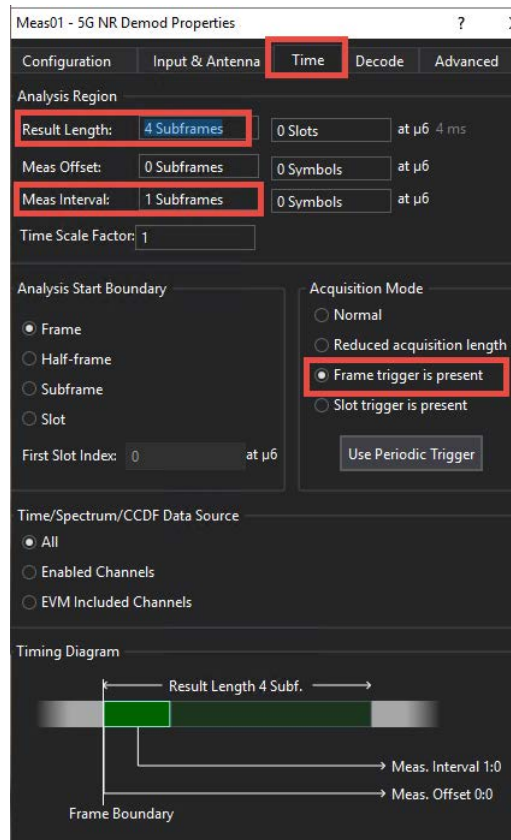 Meas01 - 5G NR Demod Properties ?
Configuration Input & Antenna Time Decode Advanced
Analysis Region
Result Length: 4 Subframes 0 Slots at µ6 4 ms
Meas Offset: 0 Subframes 0 Symbols at µ6
Meas Interval: 1 Subframes 0 Symbols at µ6
Time Scale Factor: 1
Analysis Start Boundary
Frame
Half-frame
Subframe
Slot
First Slot Index: 0 at µ6
Acquisition Mode
Normal
Reduced acquisition length
Frame trigger is present
Slot trigger is present
Use Periodic Trigger
Time/Spectrum/CCDF Data Source
All
Enabled Channels
EVM Included Channels
Timing Diagram
Result Length 4 Subf.
Meas. Interval 1:0
Meas. Offset 0:0
Frame Boundary